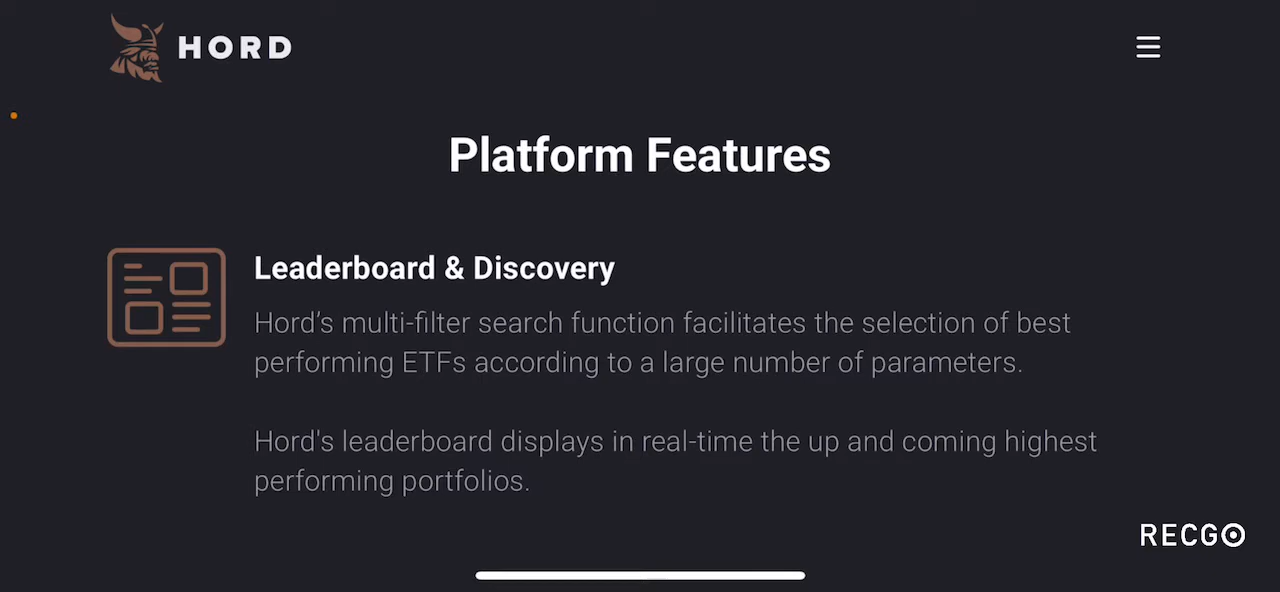 HORD
Platform Features
Leaderboard & Discovery
Hord’s multi-filter search function facilitates the selection of best
performing ETFs according to a large number of parameters.
Hord's leaderboard displays in real-time the up and coming highest
performing portfolios.
RECGO